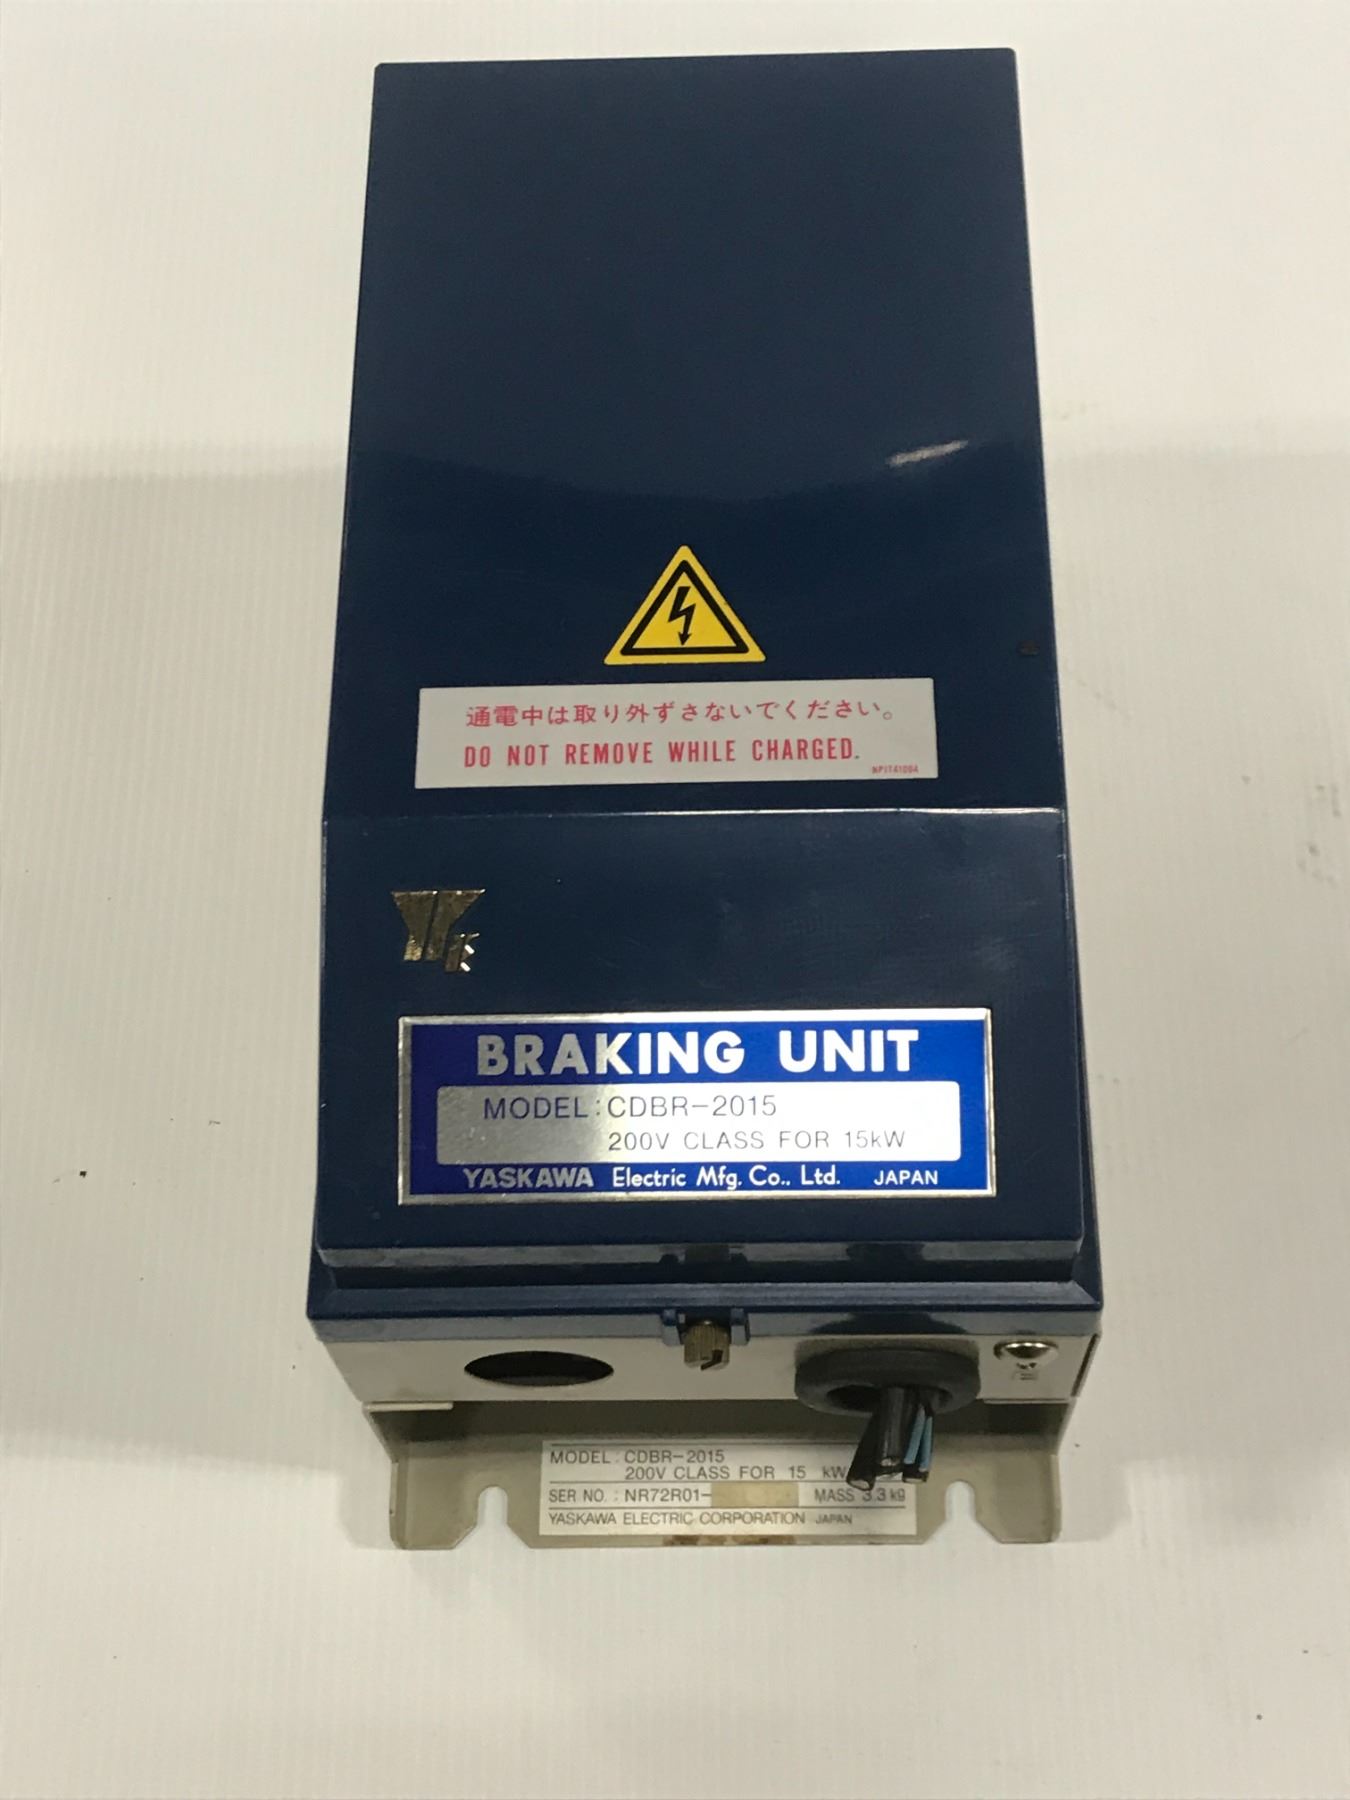 通電中は取り外ずさないでください。
DO NOT REMOVE WHILE CHARGED.
NPIT41004
BRAKING UNIT
MODEL: CDBR-2015
200V CLASS FOR 15kW
YASKAWA Electric Mfg. Co., Ltd. JAPAN
MODEL: CDBR-2015
200V CLASS FOR 15 kW
SER NO.: NR72R01-
MASS 3.3 kg
YASKAWA ELECTRIC CORPORATION JAPAN